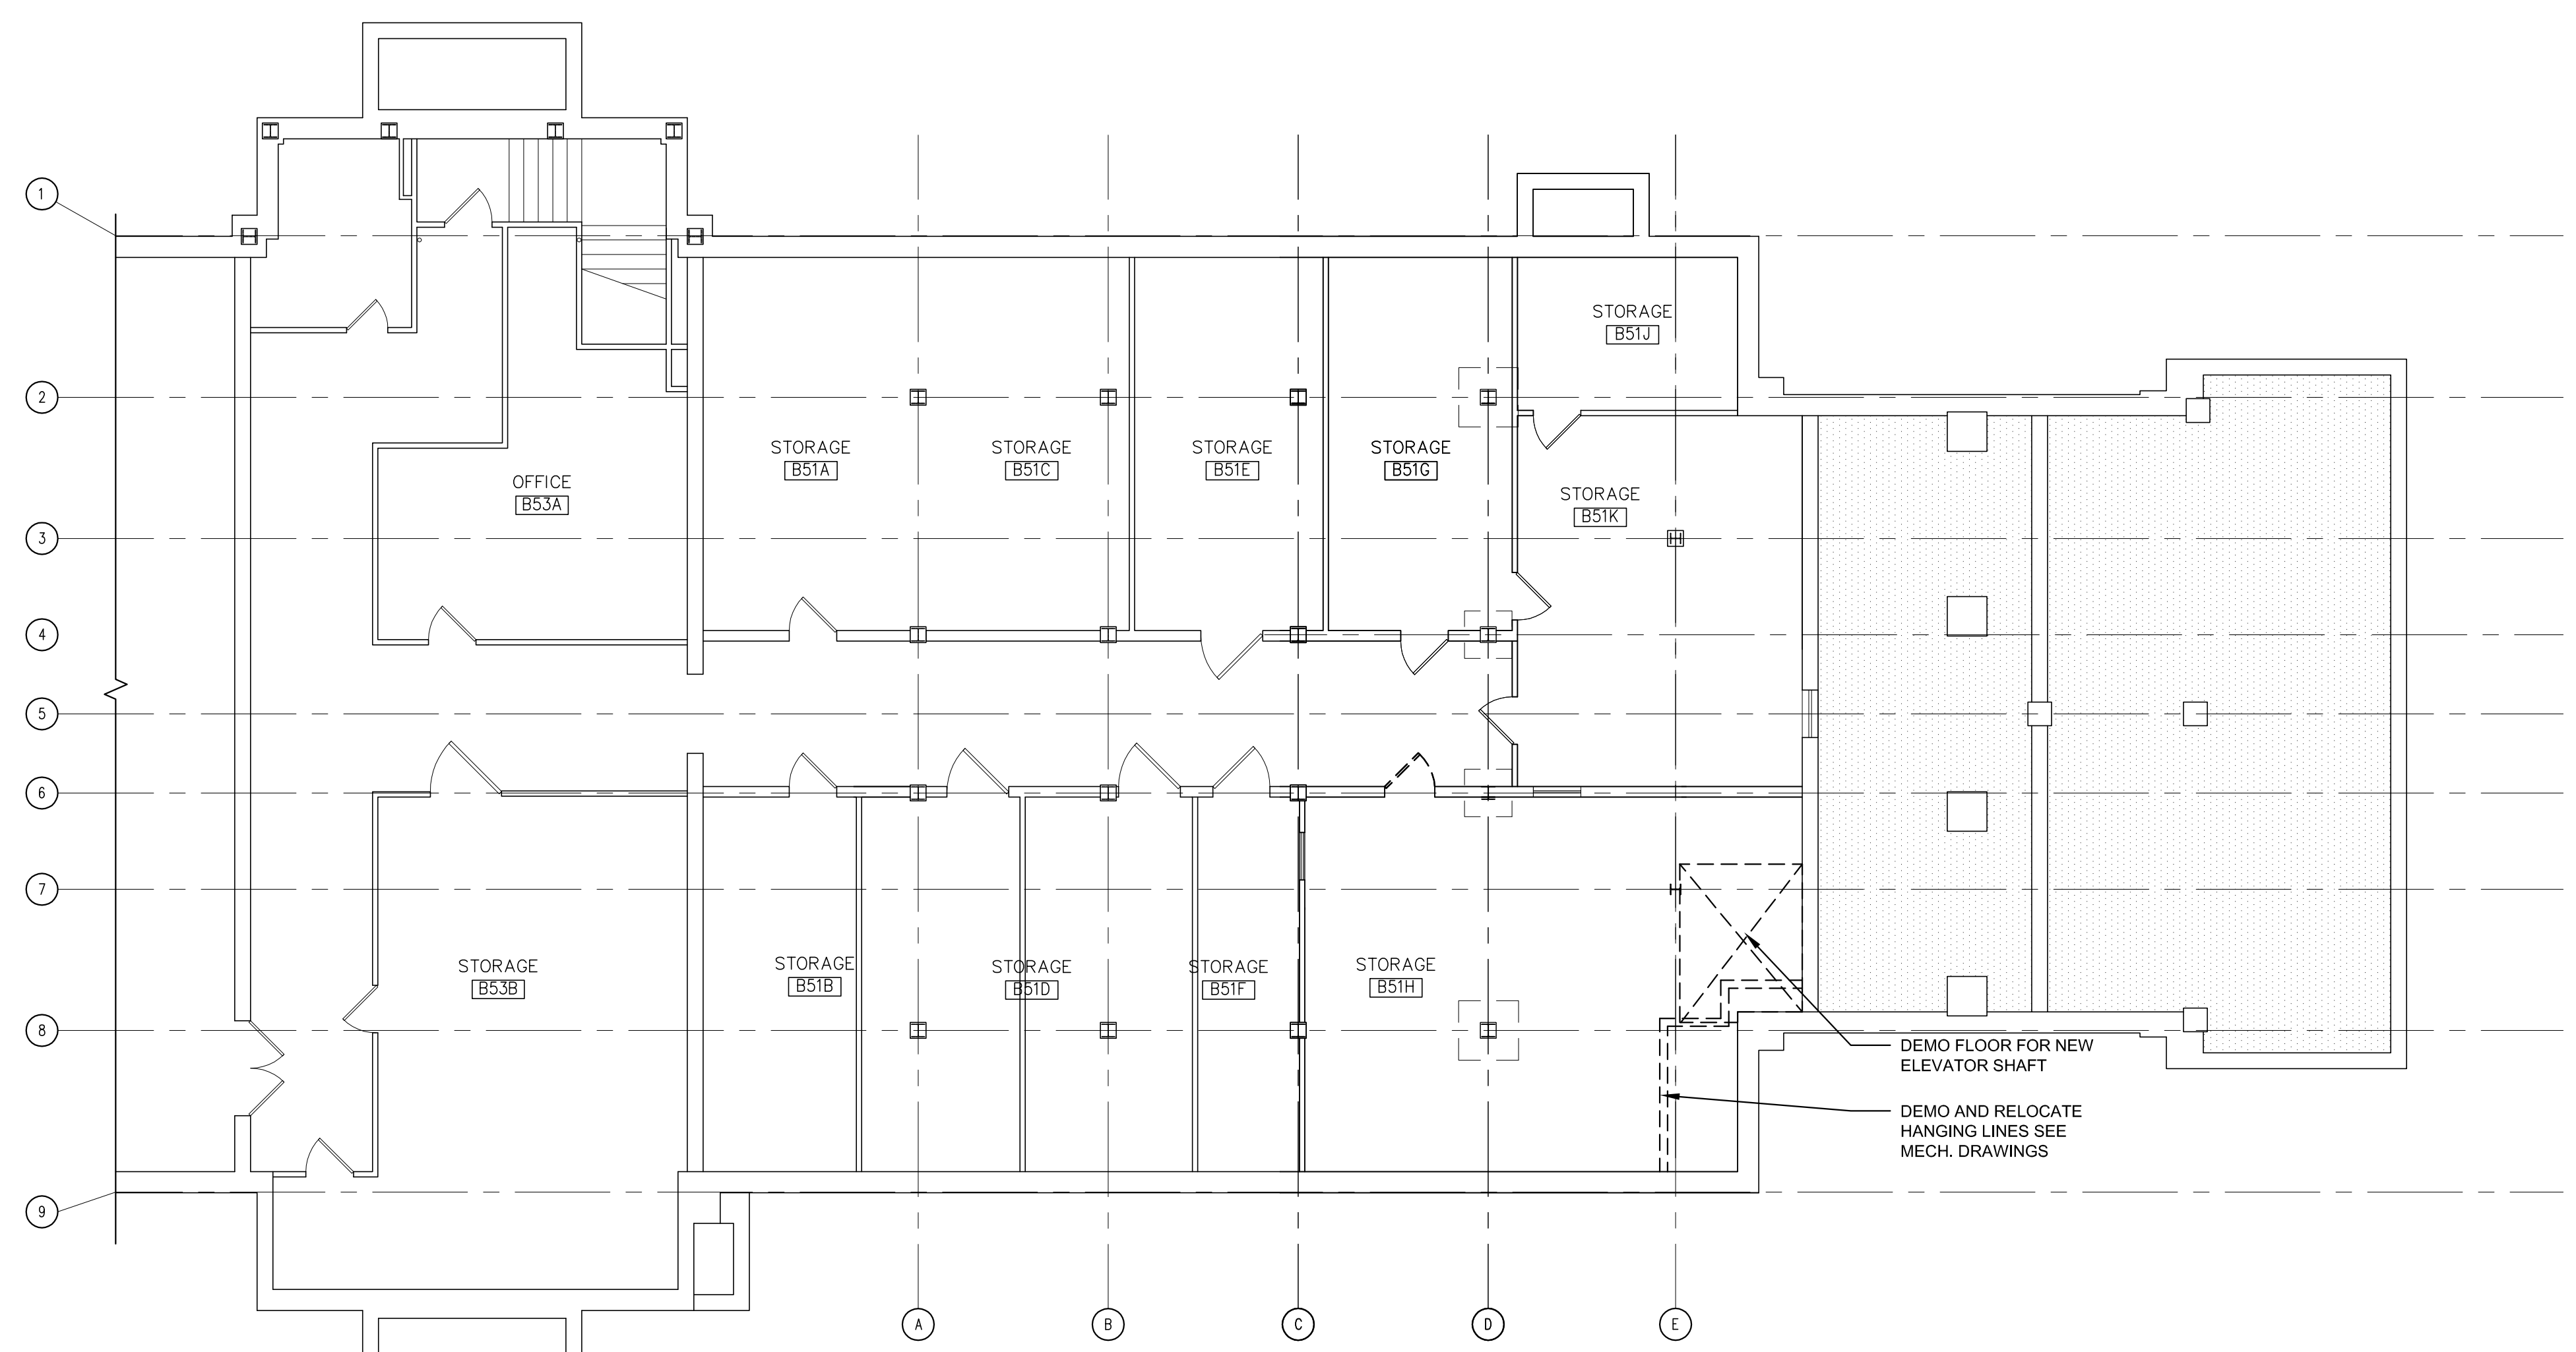 1
STORAGE
B51J
2
STORAGE
B51A
STORAGE
B51C
STORAGE
B51E
STORAGE
B51G
OFFICE
B53A
STORAGE
B51K
3
4
5
6
7
STORAGE
B53B
STORAGE
B51B
STORAGE
B51D
STORAGE
B51F
STORAGE
B51H
8
DEMO FLOOR FOR NEW
ELEVATOR SHAFT
DEMO AND RELOCATE
HANGING LINES SEE
MECH. DRAWINGS
9
A
B
C
D
E